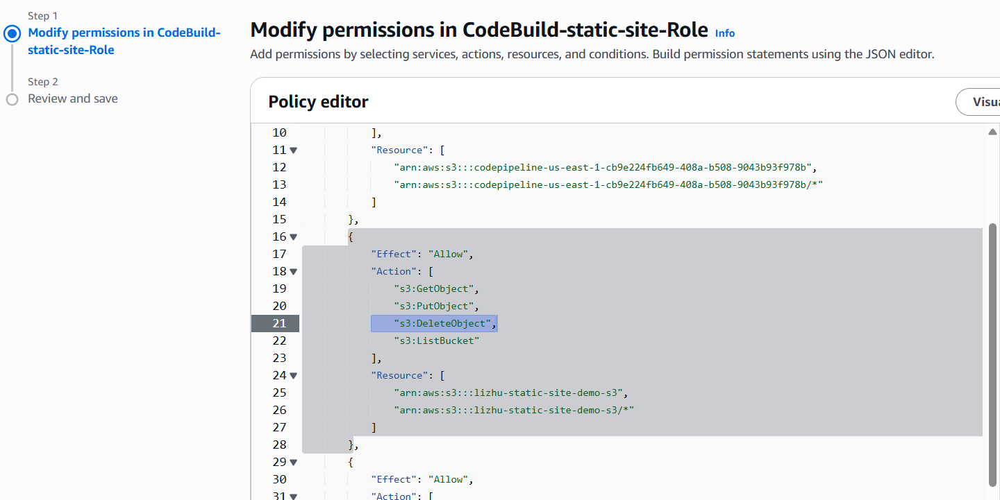 Step 1
Modify permissions in CodeBuild-
static-site-Role
Step 2
Review and save
Modify permissions in CodeBuild-static-site-Role Info
Add permissions by selecting services, actions, resources, and conditions. Build permission statements using the JSON editor.
Policy editor
10 ],
11 "Resource": [
12 "arn:aws:s3:::codepipeline-us-east-1-cb9e224fb649-408a-b508-9043b93f978b",
13 "arn:aws:s3:::codepipeline-us-east-1-cb9e224fb649-408a-b508-9043b93f978b/*"
14 ]
15 },
16 {
17 "Effect": "Allow",
18 "Action": [
19 "s3:GetObject",
20 "s3:PutObject",
21 "s3:DeleteObject",
22 "s3:ListBucket"
23 ],
24 "Resource": [
25 "arn:aws:s3:::lizhu-static-site-demo-s3",
26 "arn:aws:s3:::lizhu-static-site-demo-s3/*"
27 ]
28 },
29 {
30 "Effect": "Allow",
31 "Action": [